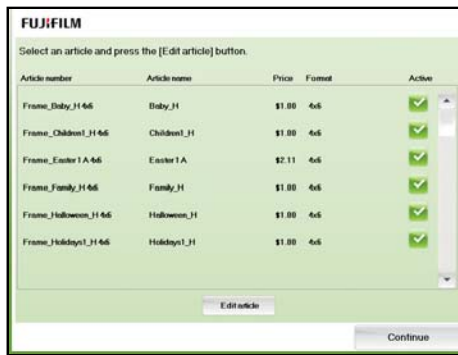 FUJIFILM
Select an article and press the [Edit article] button.
Article number Article name Price Format Active
Frame_Baby_H 4x6 Baby_H $1.00 4x6
Frame_Children1_H 4x6 Children1_H $1.00 4x6
Frame_Easter1 A 4x6 Easter1 A $2.11 4x6
Frame_Family_H 4x6 Family_H $1.00 4x6
Frame_Halloween_H 4x6 Halloween_H $1.00 4x6
Frame_Holidays1_H 4x6 Holidays1_H $1.00 4x6
Edit article
Continue